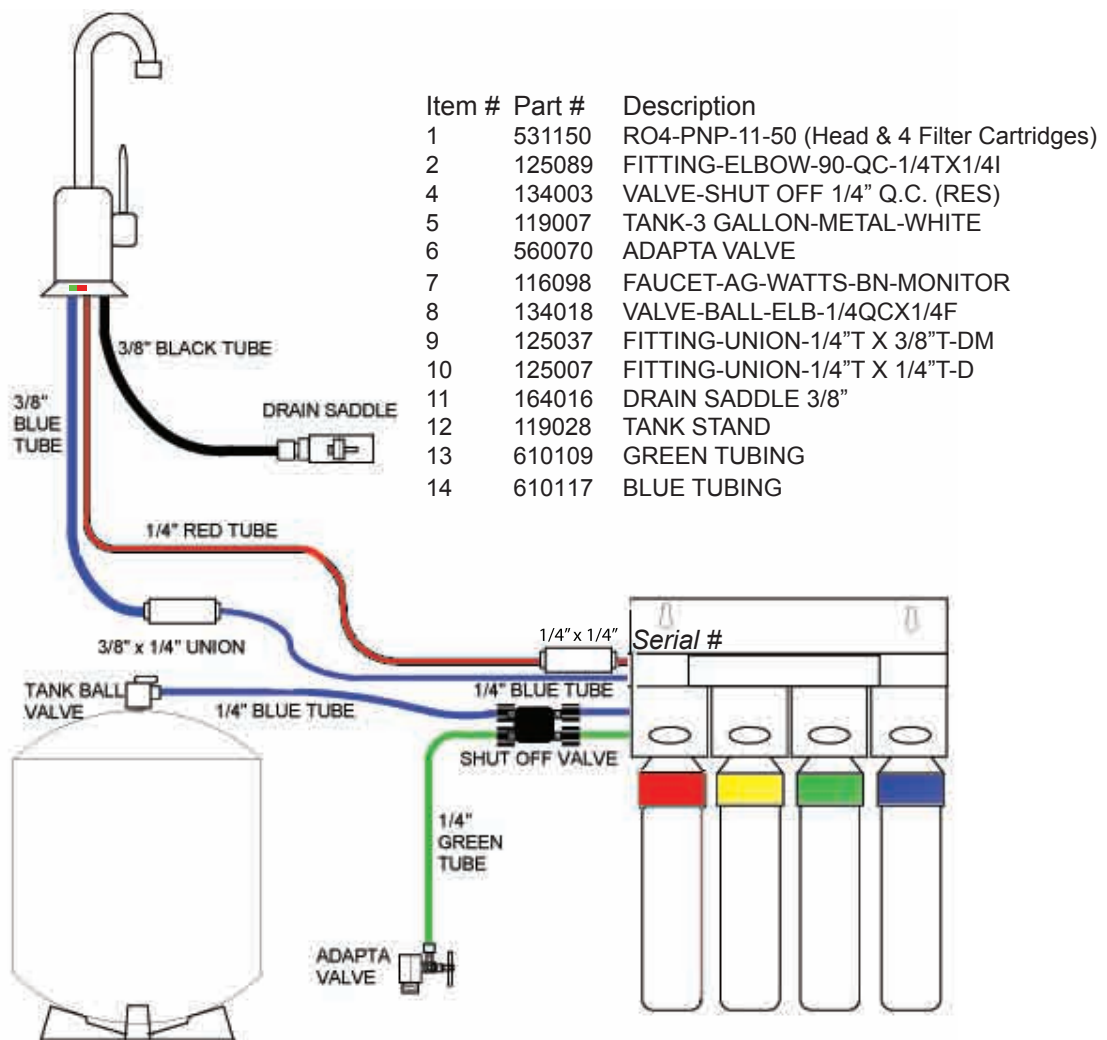 Item # Part # Description
1 531150 RO4-PNP-11-50 (Head & 4 Filter Cartridges)
2 125089 FITTING-ELBOW-90-QC-1/4TX1/4I
4 134003 VALVE-SHUT OFF 1/4” Q.C. (RES)
5 119007 TANK-3 GALLON-METAL-WHITE
6 560070 ADAPTA VALVE
7 116098 FAUCET-AG-WATTS-BN-MONITOR
8 134018 VALVE-BALL-ELB-1/4QCX1/4F
9 125037 FITTING-UNION-1/4”T X 3/8”T-DM
10 125007 FITTING-UNION-1/4”T X 1/4”T-D
11 164016 DRAIN SADDLE 3/8”
12 119028 TANK STAND
13 610109 GREEN TUBING
14 610117 BLUE TUBING
3/8" BLACK TUBE
3/8"
BLUE
TUBE
DRAIN SADDLE
1/4" RED TUBE
3/8" x 1/4" UNION
1/4” x 1/4”
Serial #
TANK BALL
VALVE
1/4" BLUE TUBE
1/4" BLUE TUBE
SHUT OFF VALVE
1/4"
GREEN
TUBE
ADAPTA
VALVE